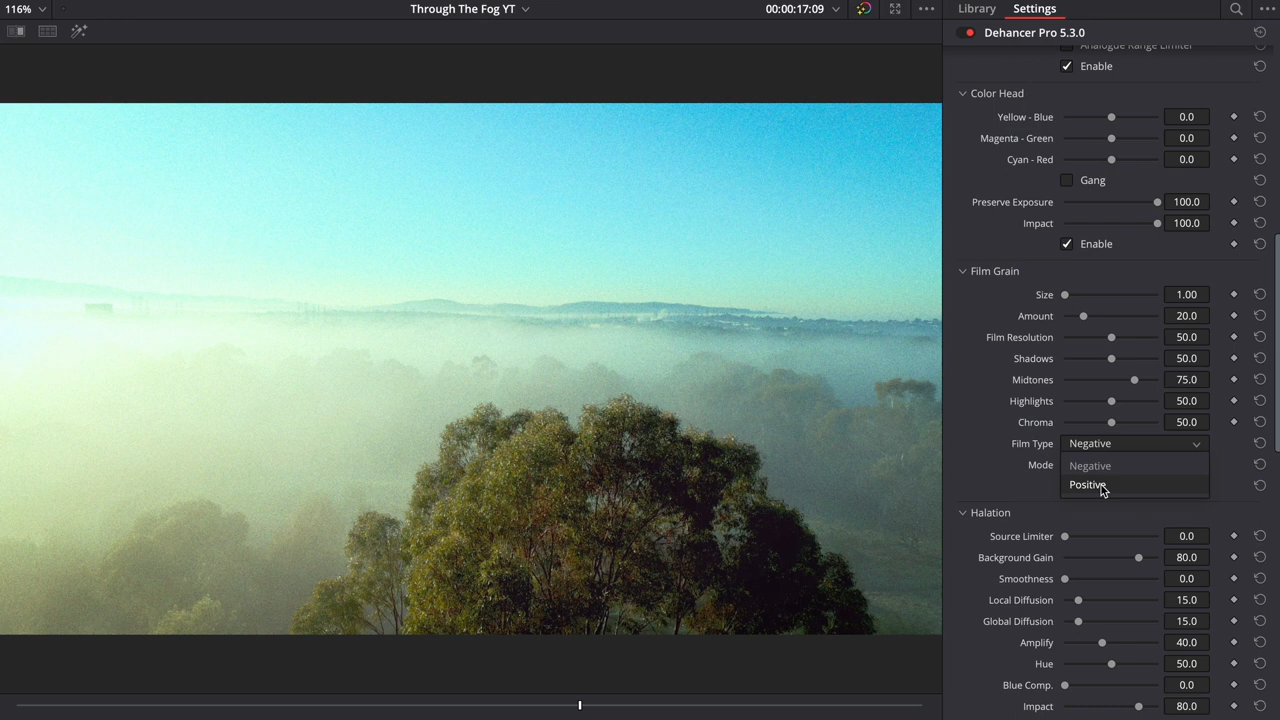 116%
Through The Fog YT
00:00:17:09
Library Settings
Dehancer Pro 5.3.0
Analogue Range Limiter
Enable
Color Head
Yellow - Blue 0.0
Magenta - Green 0.0
Cyan - Red 0.0
Gang
Preserve Exposure 100.0
Impact 100.0
Enable
Film Grain
Size 1.00
Amount 20.0
Film Resolution 50.0
Shadows 50.0
Midtones 75.0
Highlights 50.0
Chroma 50.0
Film Type Negative
Negative
Mode
Positive
Halation
Source Limiter 0.0
Background Gain 80.0
Smoothness 0.0
Local Diffusion 15.0
Global Diffusion 15.0
Amplify 40.0
Hue 50.0
Blue Comp. 0.0
Impact 80.0